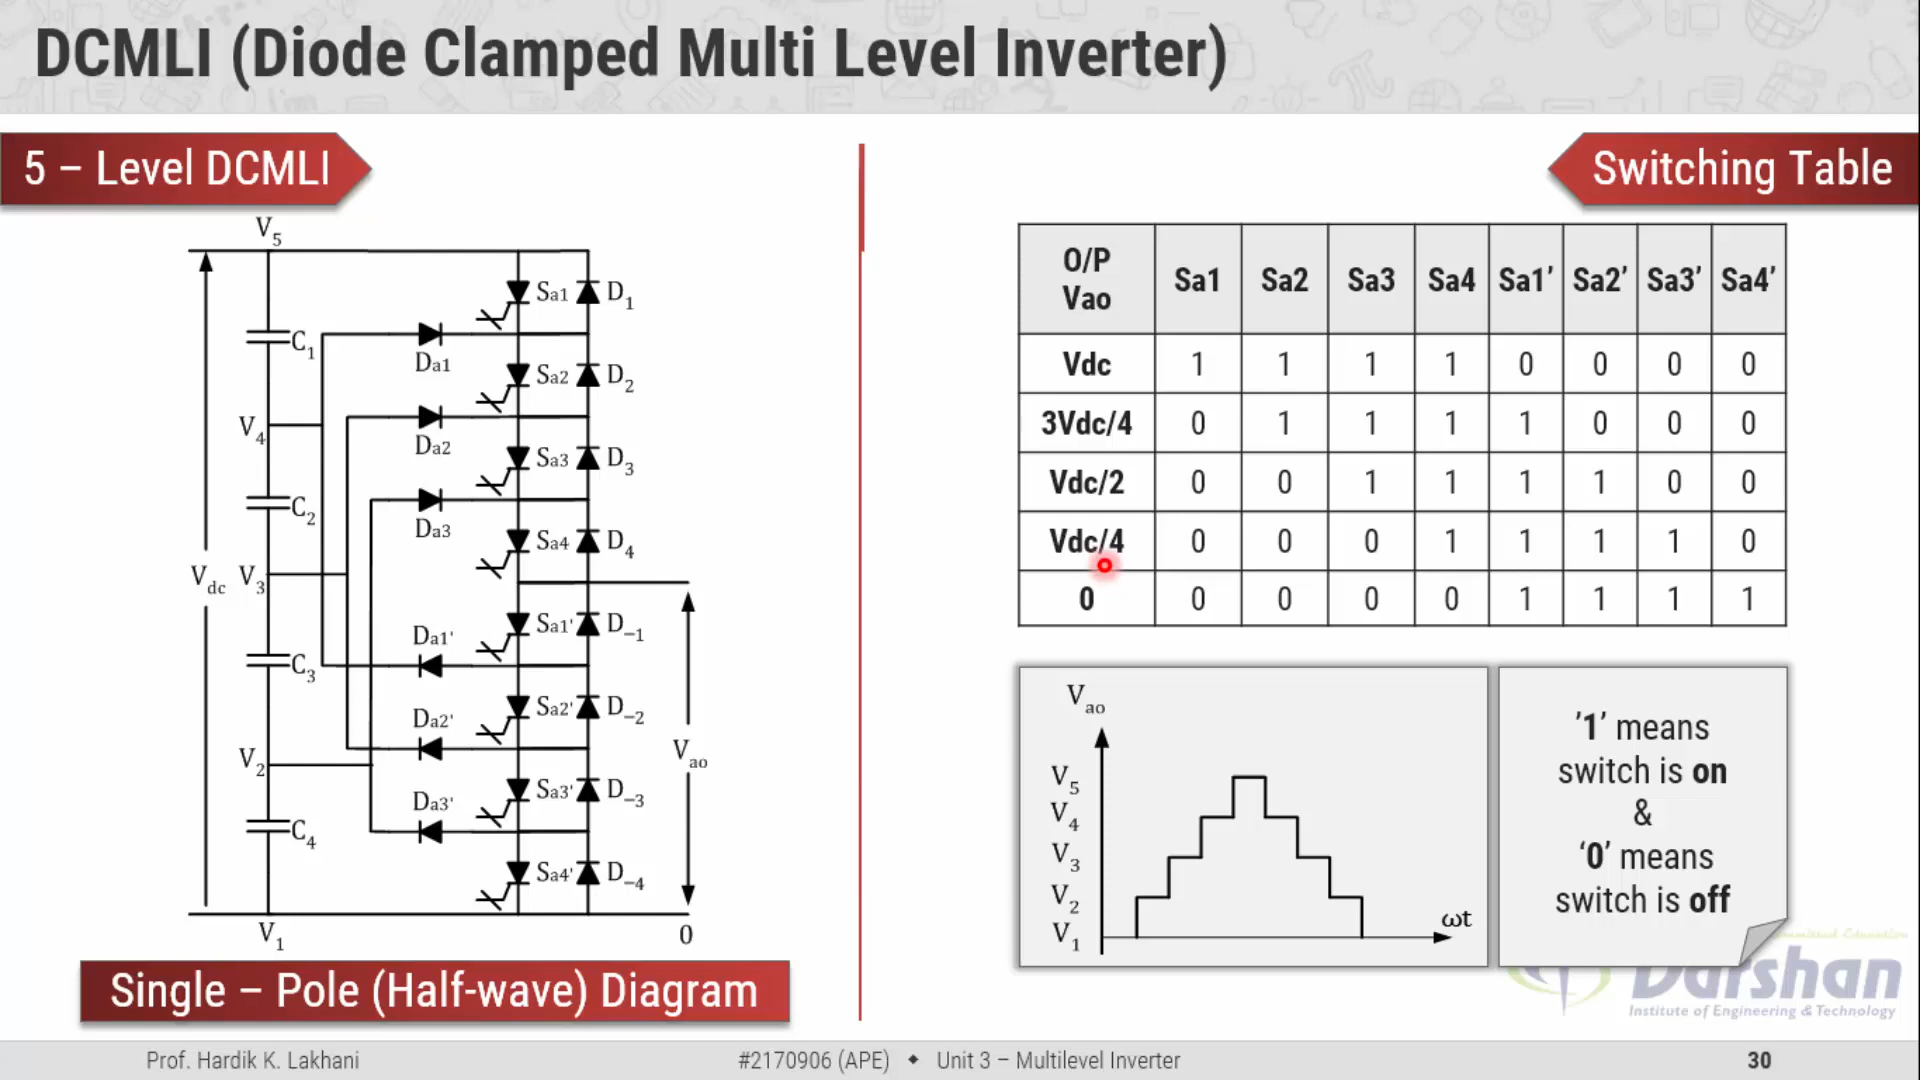 DCMLI (Diode Clamped Multi Level Inverter)
5 – Level DCMLI
V5
Sa1 D1
C1
Da1
Sa2 D2
V4
Da2
Sa3 D3
C2
Da3
Sa4 D4
Vdc V3
Sa1' D–1
Da1'
C3
Sa2' D–2
Da2'
V2
Vao
Sa3' D–3
Da3'
C4
Sa4' D–4
V1
0
Single – Pole (Half-wave) Diagram
Switching Table
O/P Sa1 Sa2 Sa3 Sa4 Sa1’ Sa2’ Sa3’ Sa4’
Vao
Vdc 1 1 1 1 0 0 0 0
3Vdc/4 0 1 1 1 1 0 0 0
Vdc/2 0 0 1 1 1 1 0 0
Vdc/4 0 0 0 1 1 1 1 0
0 0 0 0 0 1 1 1 1
Vao
V5
V4
V3
V2
V1
ωt
’1’ means
switch is on
&
‘0’ means
switch is off
Darshan
Institute of Engineering & Technology
Prof. Hardik K. Lakhani
#2170906 (APE) ◆ Unit 3 – Multilevel Inverter
30